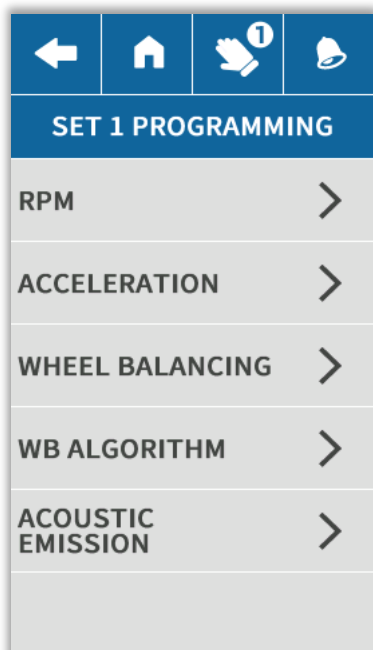 1
SET 1 PROGRAMMING
RPM
ACCELERATION
WHEEL BALANCING
WB ALGORITHM
ACOUSTIC
EMISSION